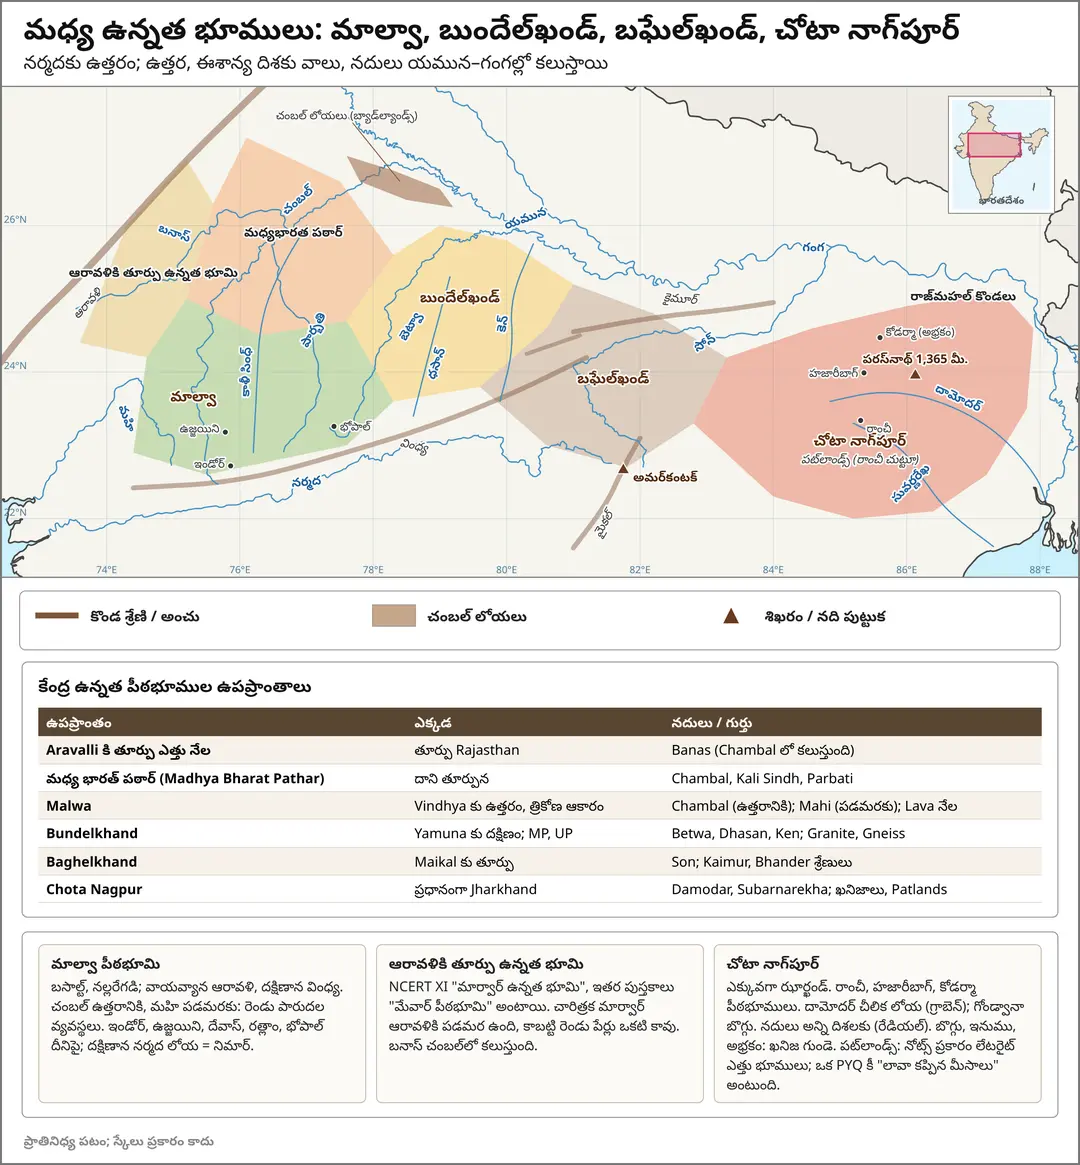 మధ్య ఉన్నత భూములు: మాల్వా, బుందేల్‌ఖండ్, బఘేల్‌ఖండ్, చోటా నాగ్‌పూర్
నర్మదకు ఉత్తరం; ఉత్తర, ఈశాన్య దిశకు వాలు, నదులు యమున–గంగల్లో కలుస్తాయి
చంబల్ లోయలు (బ్యాడ్‌ల్యాండ్స్)
భారతదేశం
26°N
24°N
22°N
బనాస్
చంబల్
మధ్యభారత పఠార్
యమున
గంగ
ఆరావళికి తూర్పు ఉన్నత భూమి
ఆరావళి
బుందేల్‌ఖండ్
కైమూర్
రాజ్‌మహల్ కొండలు
కాళీ సింధ్
పార్బతి
బెట్వా
ధసాన్
కెన్
సోన్
కోడర్మా (అభ్రకం)
పరస్‌నాథ్ 1,365 మీ.
హజారీబాగ్
బఘేల్‌ఖండ్
దామోదర్
మాల్వా
మహి
ఉజ్జయిని
భోపాల్
ఇండోర్
వింధ్య
నర్మద
రాంచీ
చోటా నాగ్‌పూర్
పట్‌లాండ్స్ (రాంచీ చుట్టూ)
అమర్‌కంటక్
సువర్ణరేఖ
మైకల్
74°E
76°E
78°E
80°E
82°E
84°E
86°E
88°E
కొండ శ్రేణి / అంచు
చంబల్ లోయలు
శిఖరం / నది పుట్టుక
కేంద్ర ఉన్నత పీఠభూముల ఉపప్రాంతాలు
ఉపప్రాంతం ఎక్కడ నదులు / గుర్తు
Aravalli కి తూర్పు ఎత్తు నేల తూర్పు Rajasthan Banas (Chambal లో కలుస్తుంది)
మధ్య భారత్ పఠార్ (Madhya Bharat Pathar) దాని తూర్పున Chambal, Kali Sindh, Parbati
Malwa Vindhya కు ఉత్తరం, త్రికోణ ఆకారం Chambal (ఉత్తరానికి); Mahi (పడమరకు); Lava నేల
Bundelkhand Yamuna కు దక్షిణం; MP, UP Betwa, Dhasan, Ken; Granite, Gneiss
Baghelkhand Maikal కు తూర్పు Son; Kaimur, Bhander శ్రేణులు
Chota Nagpur ప్రధానంగా Jharkhand Damodar, Subarnarekha; ఖనిజాలు, Patlands
మాల్వా పీఠభూమి
బసాల్ట్, నల్లరేగడి; వాయవ్యాన ఆరావళి, దక్షిణాన వింధ్య.
చంబల్ ఉత్తరానికి, మహి పడమరకు: రెండు పారుదల
వ్యవస్థలు. ఇండోర్, ఉజ్జయిని, దేవాస్, రత్లాం, భోపాల్
దీనిపై; దక్షిణాన నర్మద లోయ = నిమార్.
ఆరావళికి తూర్పు ఉన్నత భూమి
NCERT XI "మార్వార్ ఉన్నత భూమి", ఇతర పుస్తకాలు
"మేవార్ పీఠభూమి" అంటాయి. చారిత్రక మార్వార్
ఆరావళికి పడమర ఉంది, కాబట్టి రెండు పేర్లు ఒకటి కావు.
బనాస్ చంబల్‌లో కలుస్తుంది.
చోటా నాగ్‌పూర్
ఎక్కువగా ఝార్ఖండ్. రాంచీ, హజారీబాగ్, కోడర్మా
పీఠభూములు. దామోదర్ చీలిక లోయ (గ్రాబెన్); గోండ్వానా
బొగ్గు. నదులు అన్ని దిశలకు (రేడియల్). బొగ్గు, ఇనుము,
అభ్రకం: ఖనిజ గుండె. పట్‌లాండ్స్: నోట్స్ ప్రకారం లేటరైట్
ఎత్తు భూములు; ఒక PYQ కీ "లావా కప్పిన మీసాలు"
అంటుంది.
ప్రాతినిధ్య పటం; స్కేలు ప్రకారం కాదు